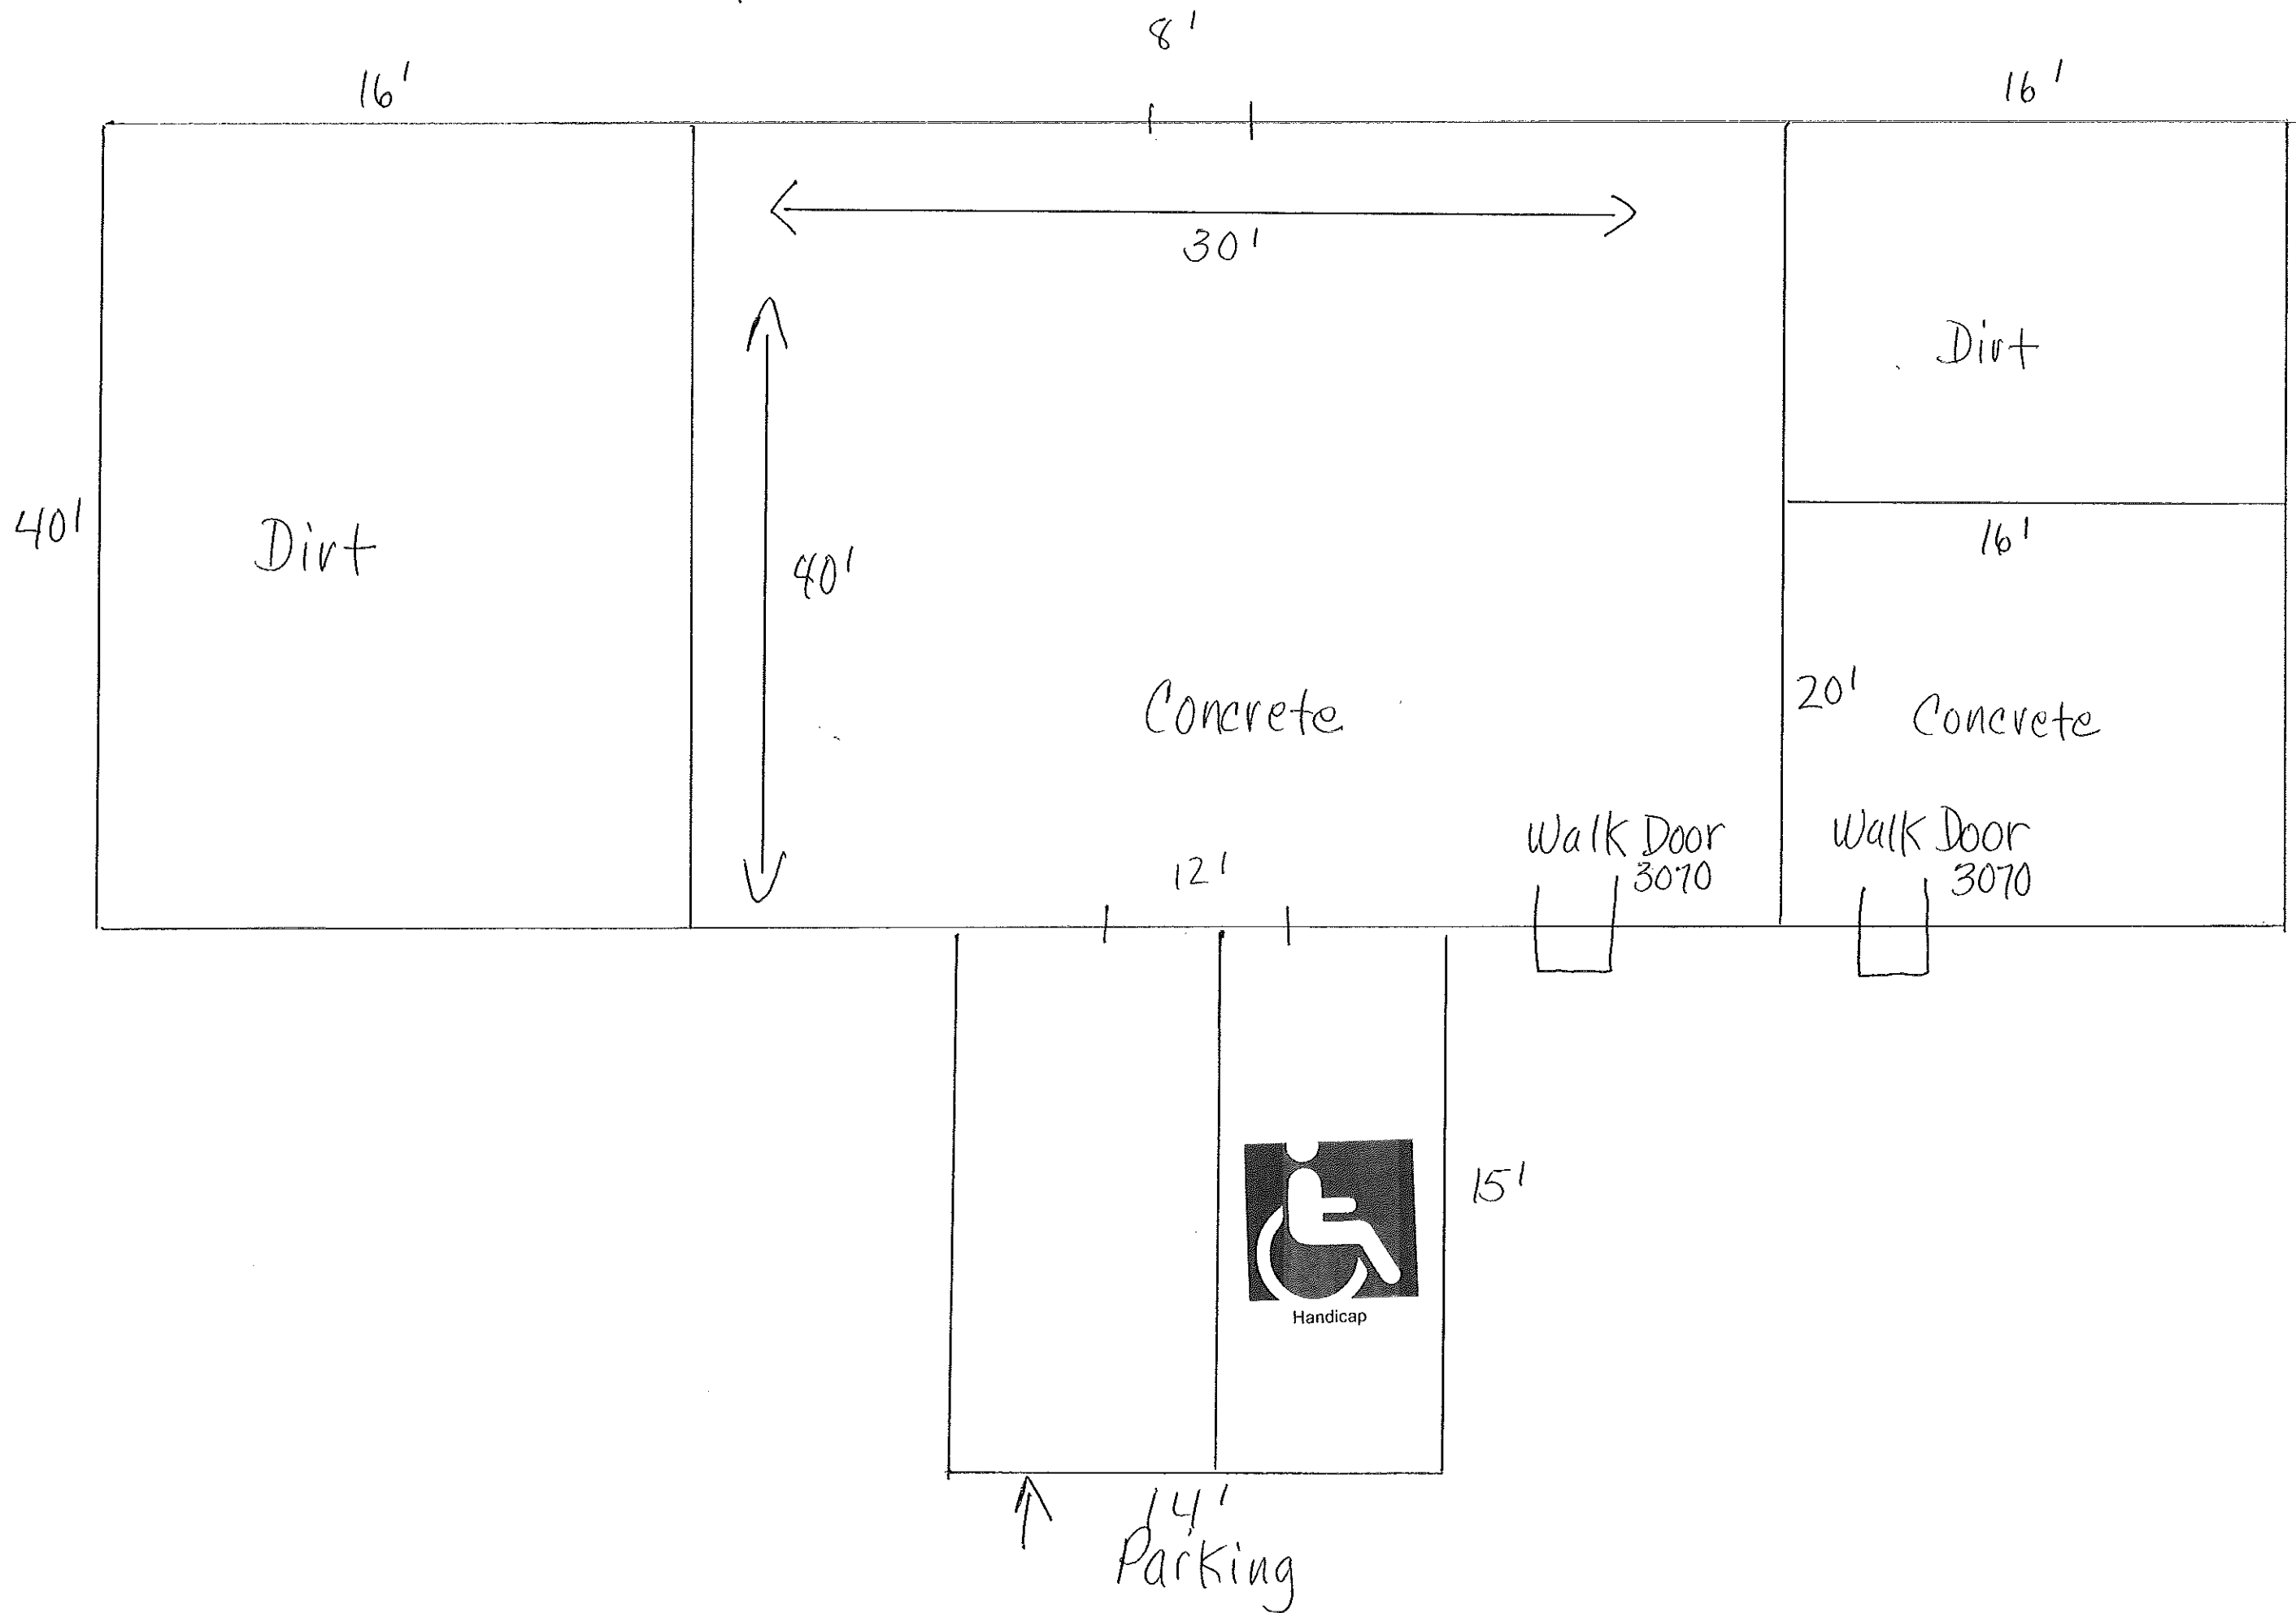 8'
16'
16'
30'
Dirt
40'
Dirt
40'
16'
20'
Concrete
Concrete
12'
Walk Door
3070
Walk Door
3070
15'
Handicap
14'
Parking